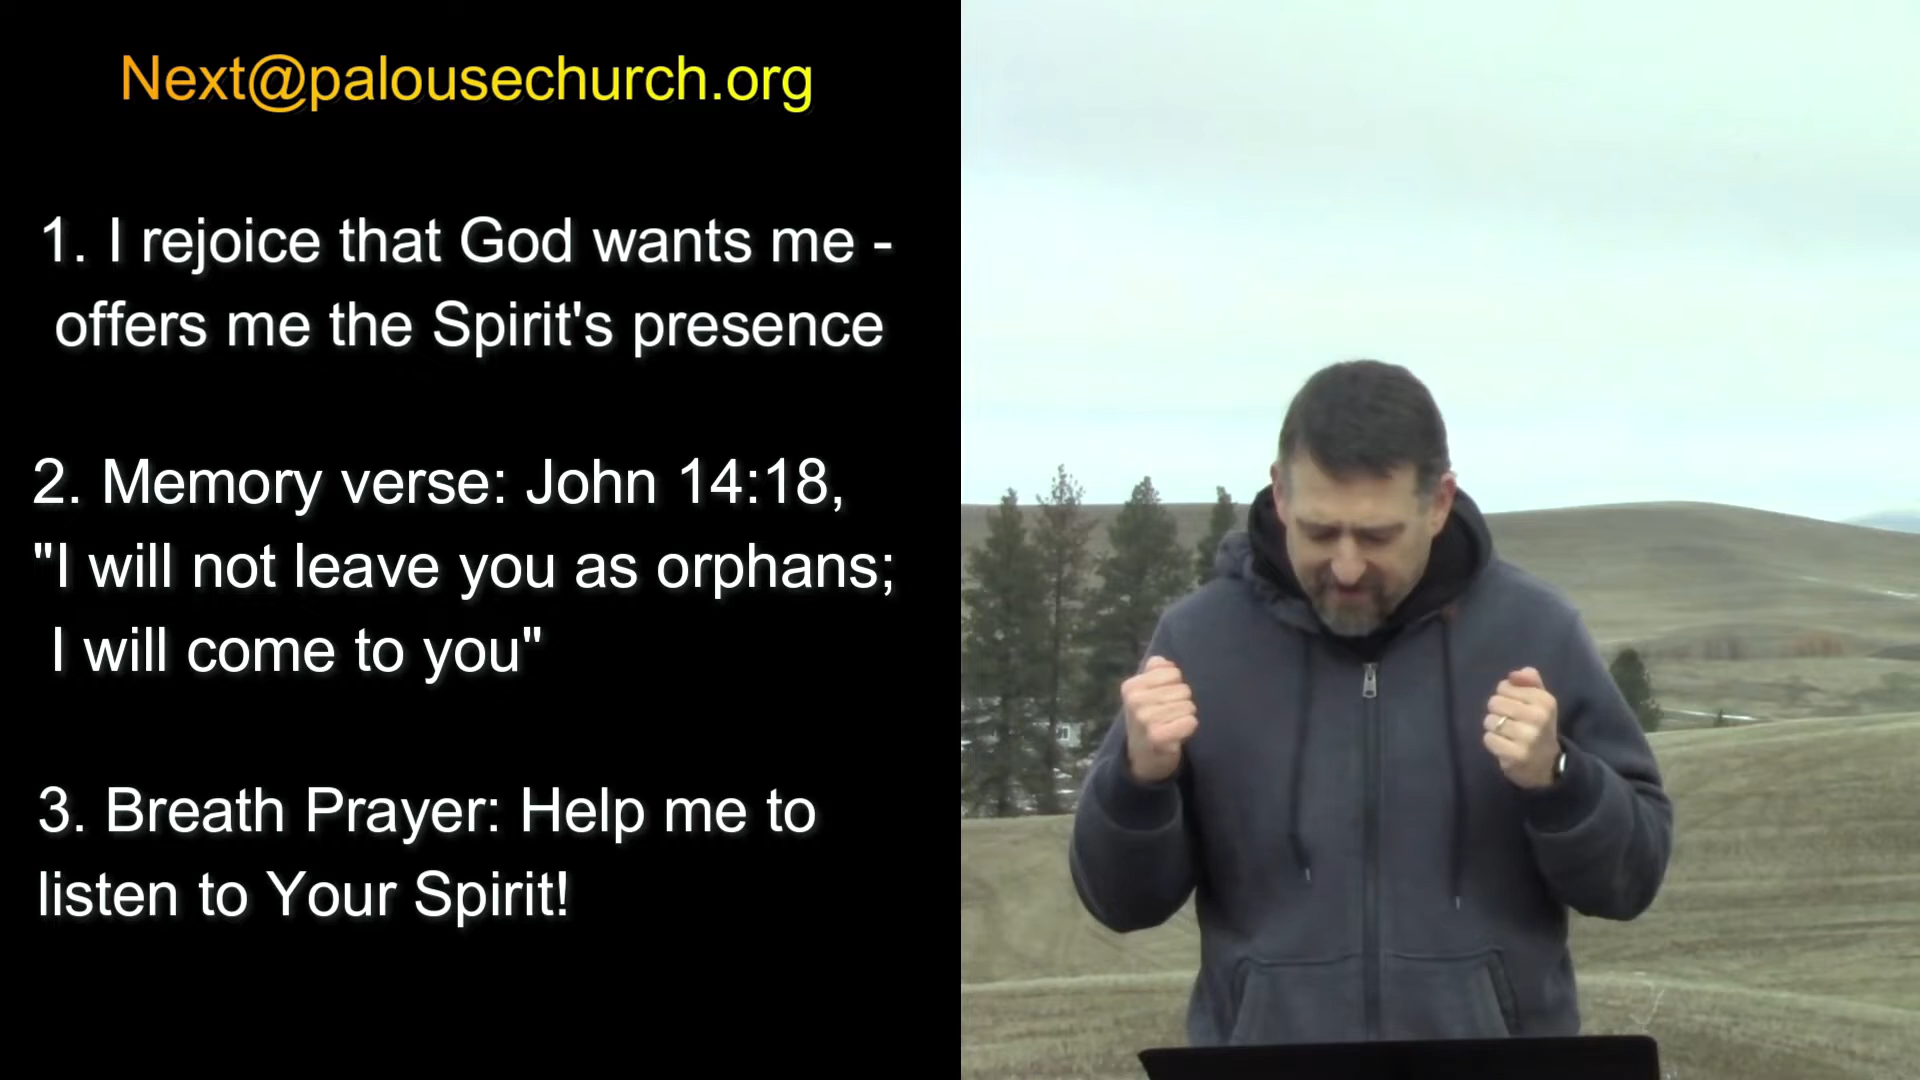 Next@palousechurch.org
1. I rejoice that God wants me -
offers me the Spirit's presence
2. Memory verse: John 14:18,
"I will not leave you as orphans;
I will come to you"
3. Breath Prayer: Help me to
listen to Your Spirit!